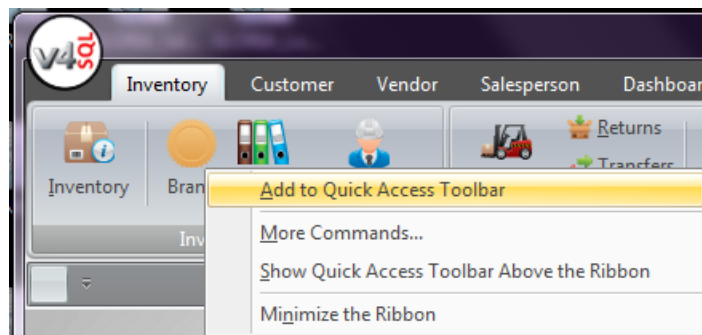 V4 SQL
Inventory Customer Vendor Salesperson Dashboar
Returns
Transfers
Inventory Bran
Inv
Add to Quick Access Toolbar
More Commands...
Show Quick Access Toolbar Above the Ribbon
Minimize the Ribbon